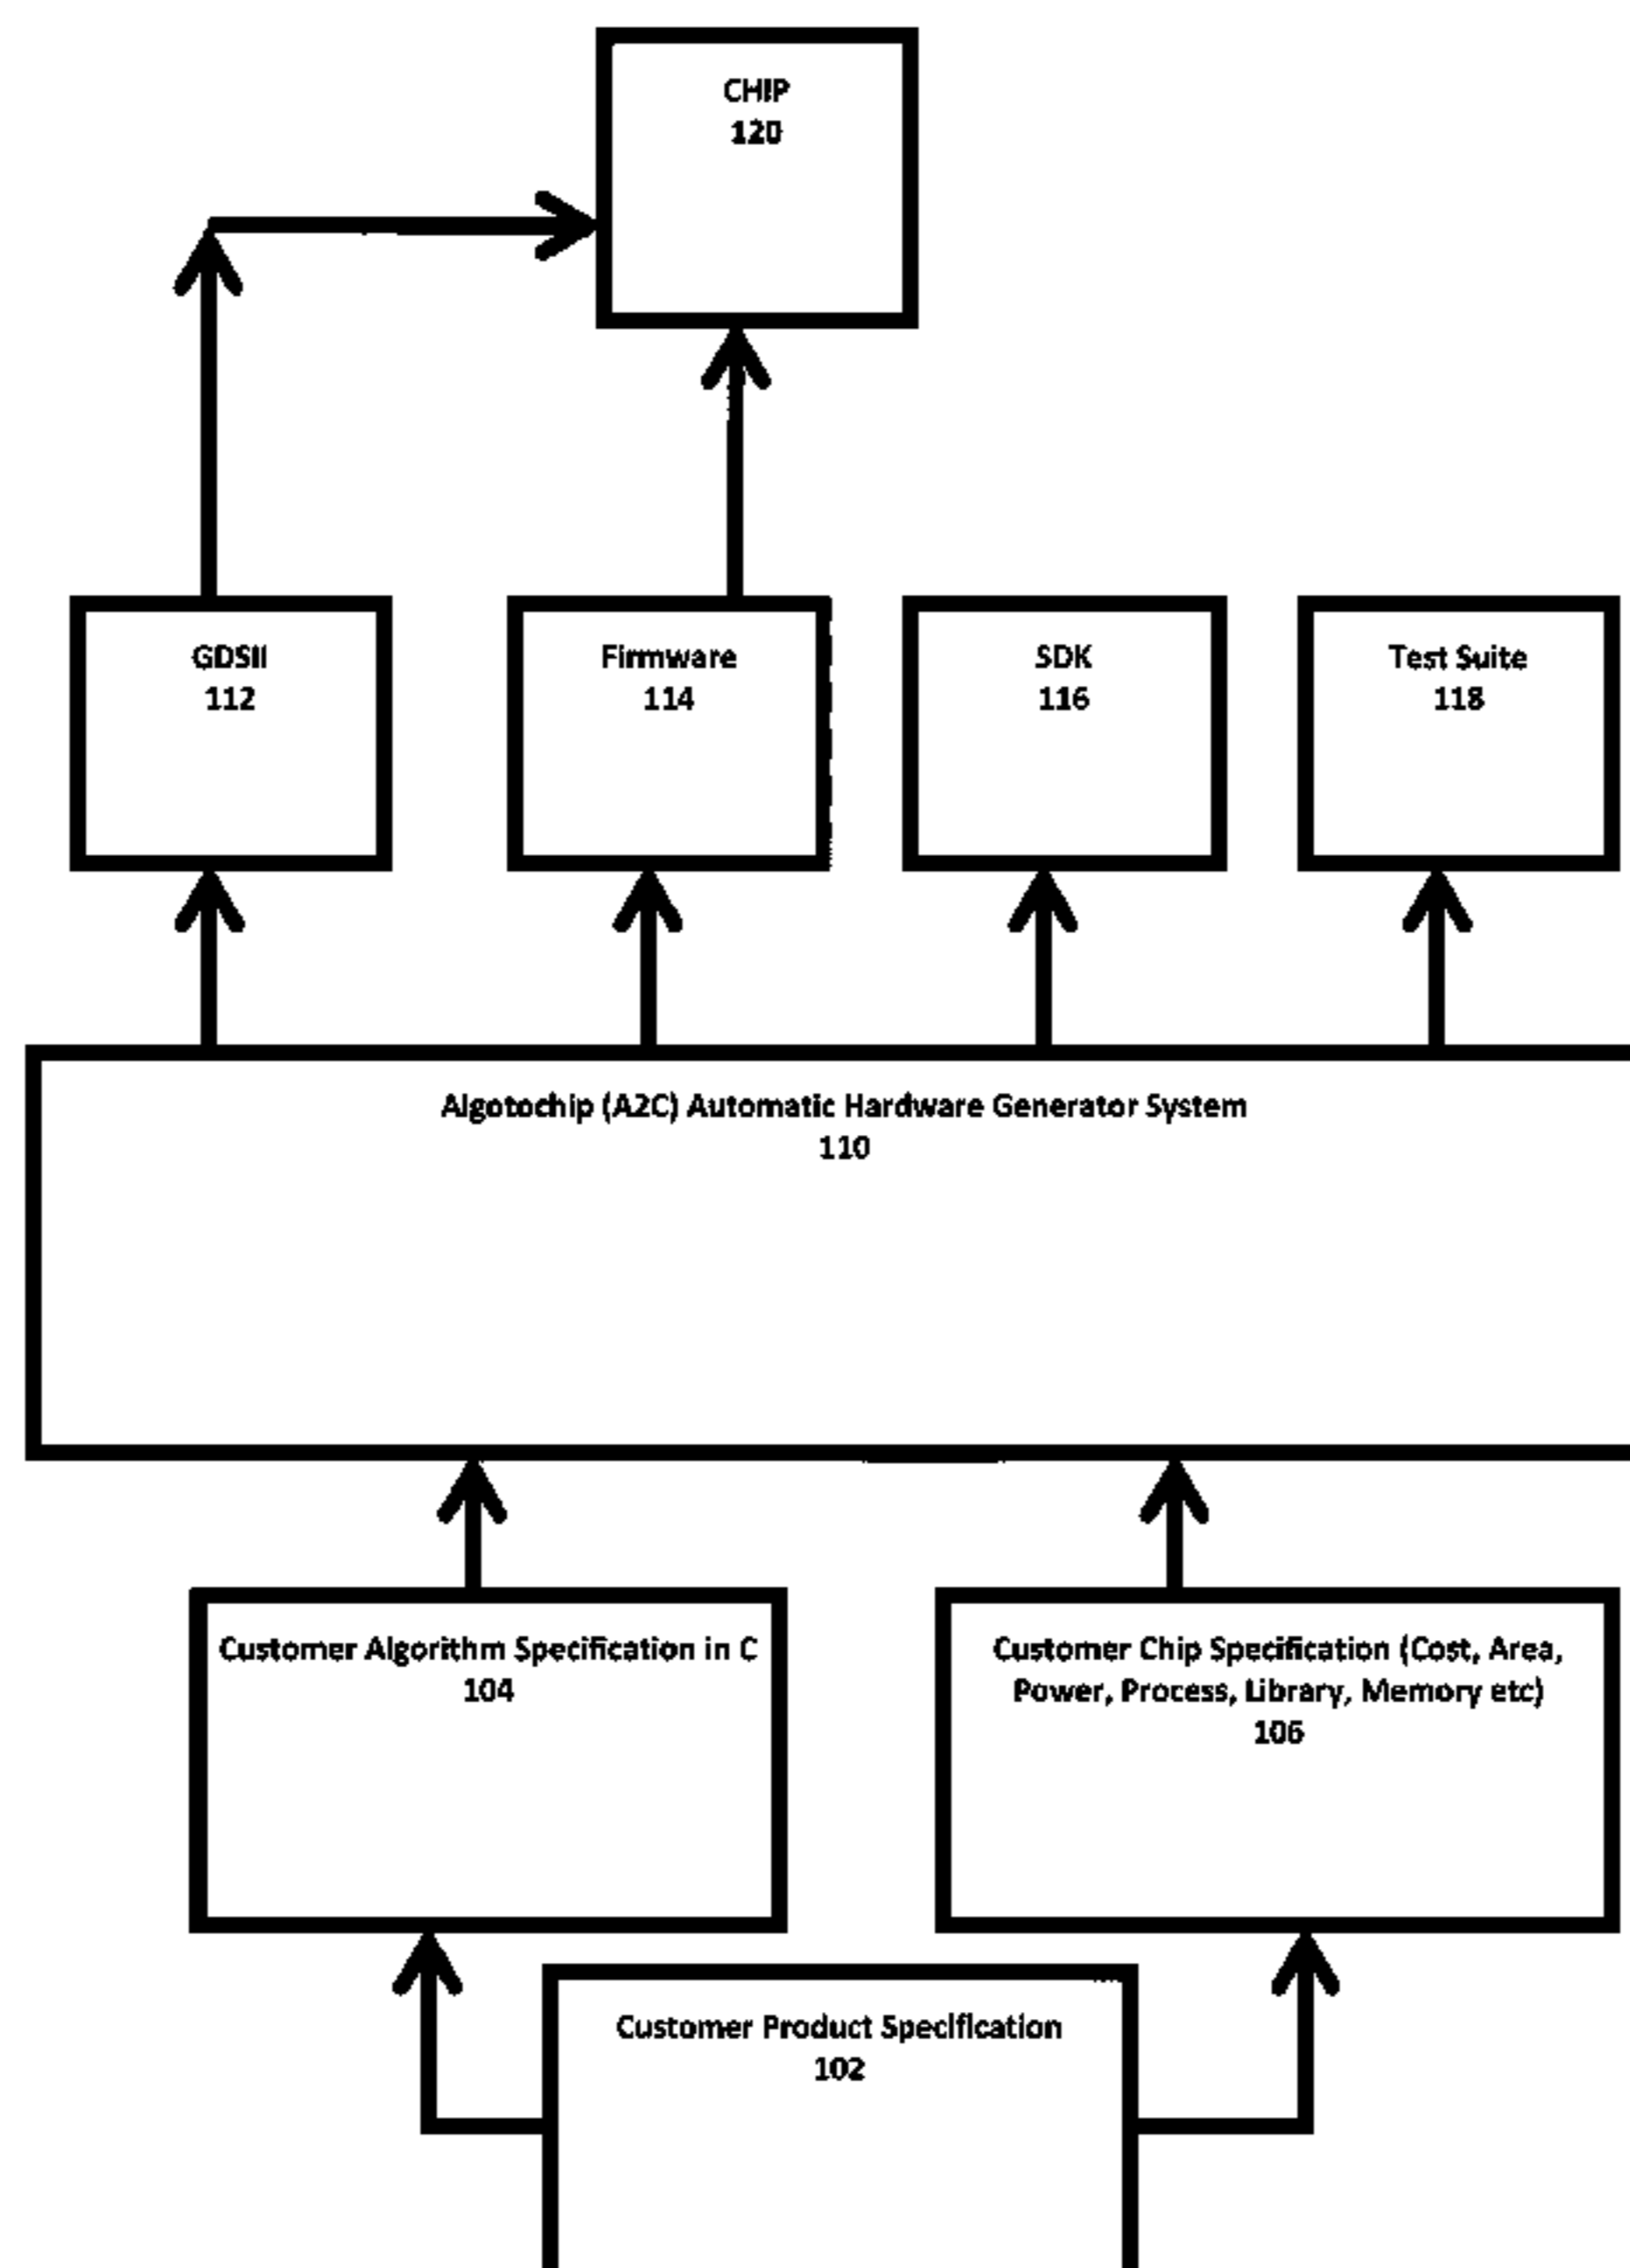 CHIP
120
GDSII
112
Firmware
114
SDK
116
Test Suite
118
Algotochip (A2C) Automatic Hardware Generator System
110
Customer Algorithm Specification in C
104
Customer Chip Specification (Cost, Area,
Power, Process, Library, Memory etc)
106
Customer Product Specification
102